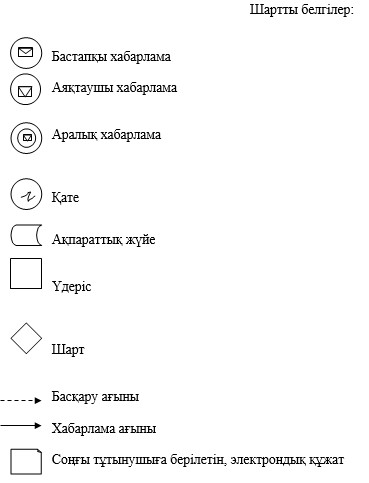 Шартты белгілер:
Бастапқы хабарлама
Аяқтаушы хабарлама
Аралық хабарлама
Қате
Ақпараттық жүйе
Үдеріс
Шарт
Басқару ағыны
Хабарлама ағыны
Соңғы тұтынушыға берілетін, электрондық құжат